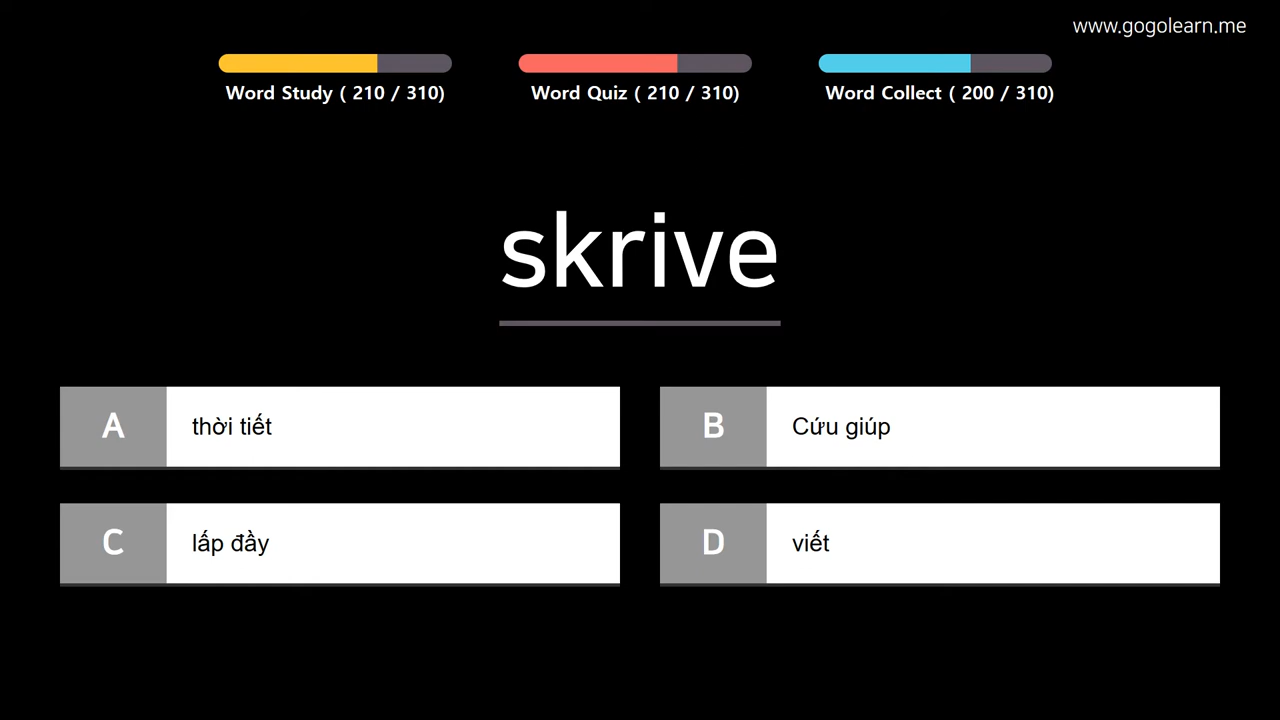 www.gogolearn.me
Word Study ( 210 / 310)
Word Quiz ( 210 / 310)
Word Collect ( 200 / 310)
skrive
A thời tiết
B Cứu giúp
C lấp đầy
D viết